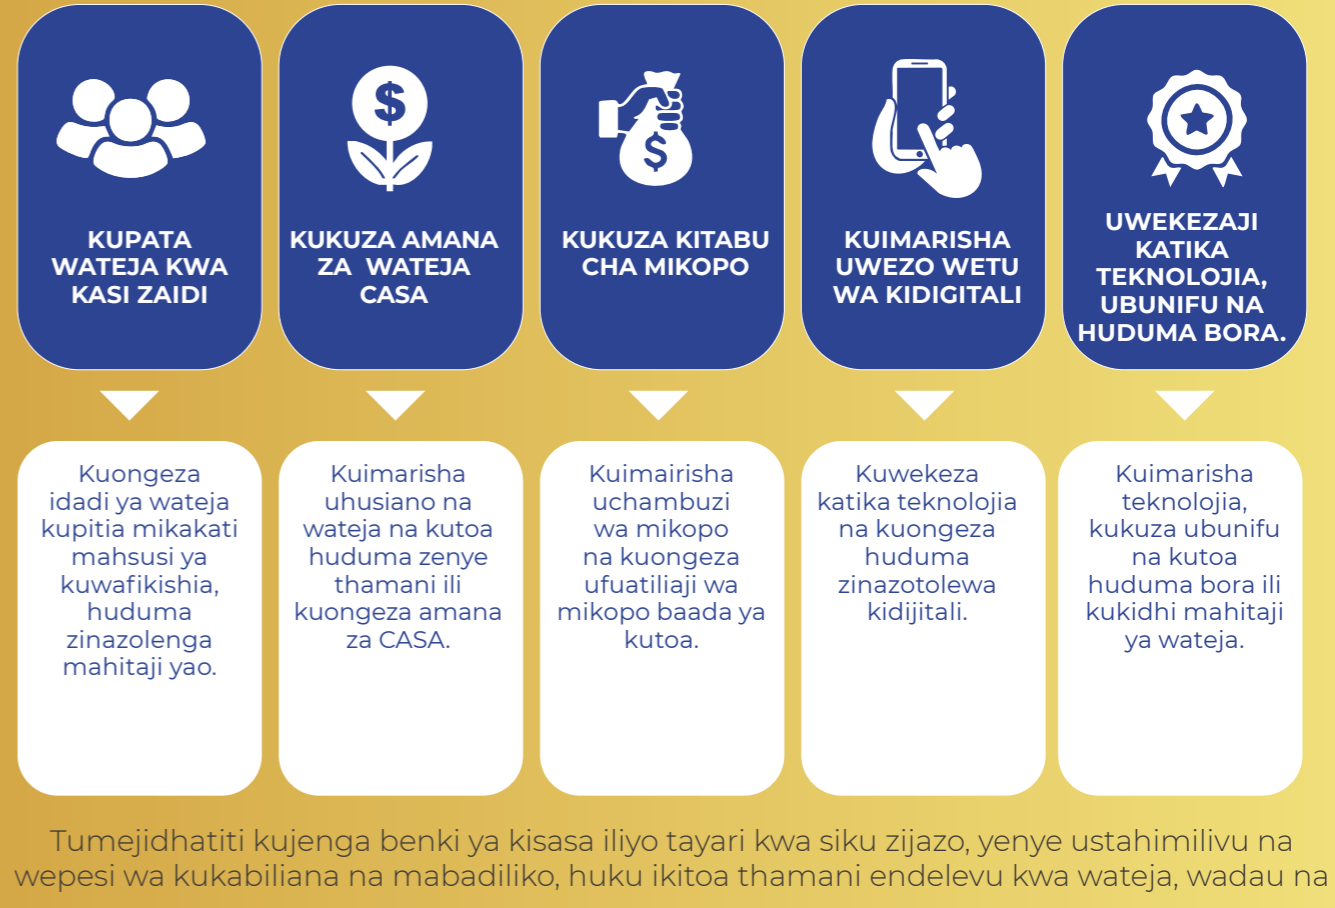 KUPATA
WATEJA KWA
KASI ZAIDI
KUKUZA AMANA
ZA WATEJA
CASA
KUKUZA KITABU
CHA MIKOPO
KUIMARISHA
UWEZO WETU
WA KIDIGITALI
UWEKEZAJI
KATIKA
TEKNOLOJIA,
UBUNIFU NA
HUDUMA BORA.
Kuongeza
idadi ya wateja
kupitia mikakati
mahsusi ya
kuwafikishia,
huduma
zinazolenga
mahitaji yao.
Kuimarisha
uhusiano na
wateja na kutoa
huduma zenye
thamani ili
kuongeza amana
za CASA.
Kuimairisha
uchambuzi
wa mikopo
na kuongeza
ufuatiliaji wa
mikopo baada ya
kutoa.
Kuwekeza
katika teknolojia
na kuongeza
huduma
zinazotolewa
kidijitali.
Kuimarisha
teknolojia,
kukuza ubunifu
na kutoa
huduma bora ili
kukidhi mahitaji
ya wateja.
Tumejidhatiti kujenga benki ya kisasa iliyo tayari kwa siku zijazo, yenye ustahimilivu na
wepesi wa kukabiliana na mabadiliko, huku ikitoa thamani endelevu kwa wateja, wadau na